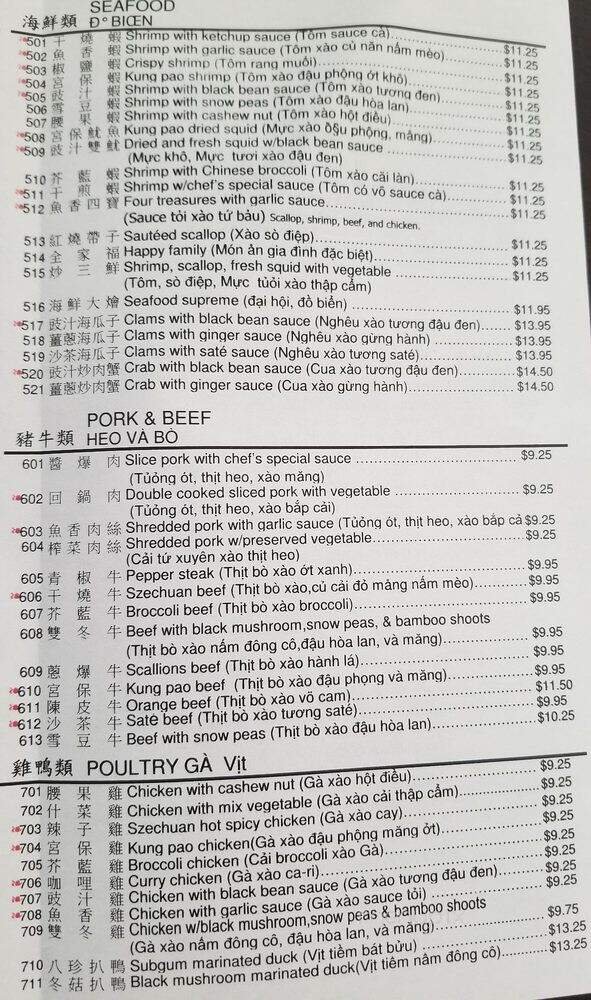 SEAFOOD
海鮮類 Đ°BIỌEN
501 干燒蝦 Shrimp with ketchup sauce (Tôm sauce cà)
502 魚香蝦 Shrimp with garlic sauce (Tôm xào củ năn nấm mèo)........$11.25
503 椒鹽蝦 Crispy shrimp (Tôm rang muối)........$11.25
504 宮保蝦 Kung pao shrimp (Tôm xào đậu phộng ớt khô)........$11.25
505 豉汁蝦 Shrimp with black bean sauce (Tôm xào tương đen)........$11.25
506 雪豆蝦 Shrimp with snow peas (Tôm xào đậu hòa lan)........$11.25
507 腰果蝦 Shrimp with cashew nut (Tôm xào hột điều)........$11.25
508 宮保魷魚 Kung pao dried squid (Mực xào phộng, măng)........$11.25
509 豉汁雙魷 Dried and fresh squid w/black bean sauce ........$11.25
(Mực khô, Mực tươi xào đậu đen)
510 芥藍蝦 Shrimp with Chinese broccoli (Tôm xào cãi làn)........$11.25
511 干煎蝦 Shrimp w/chef's special sauce (Tôm có võ sauce cà)........$11.25
512 魚香四寶 Four treasures with garlic sauce........$11.25
(Sauce tỏi xào tứ bảu) Scallop, shrimp, beef, and chicken.
513 紅燒帶子 Sautéed scallop (Xào sò điệp)........$11.25
514 全家福 Happy family (Món ăn gia đình đặc biệt)........$11.25
515 炒三鮮 Shrimp, scallop, fresh squid with vegetable ........$11.25
(Tôm, sò điệp, Mực tủỏi xào thập cẩm)
516 海鮮大燴 Seafood supreme (đại hội, đồ biển) ........$11.95
517 豉汁海瓜子 Clams with black bean sauce (Nghêu xào tương đậu đen)........$13.95
518 薑蔥海瓜子 Clams with ginger sauce (Nghêu xào gừng hành)........$13.95
519 沙茶海瓜子 Clams with saté sauce (Nghêu xào tương saté)........$13.95
520 豉汁炒肉蟹 Crab with black bean sauce (Cua xào tương đậu đen)........$14.50
521 薑蔥炒肉蟹 Crab with ginger sauce (Cua xào gừng hành)........$14.50
PORK & BEEF
豬牛類 HEO VÀ BÒ
601 醬爆肉 Slice pork with chef's special sauce ........$9.25
(Tủỏng ót, thịt heo, xào măng)
602 回鍋肉 Double cooked sliced pork with vegetable ........$9.25
(Tủỏng ót, thịt heo, xào bắp cải)
603 魚香肉絲 Shredded pork with garlic sauce (Tủỏng ót, thịt heo, xào bắp cả $9.25
604 榨菜肉絲 Shredded pork w/preserved vegetable........$9.25
(Cải tứ xuyên xào thịt heo)
605 青椒牛 Pepper steak (Thịt bò xào ớt xanh)........$9.95
606 干燒牛 Szechuan beef (Thịt bò xào,củ cải đỏ măng nấm mèo)........$9.95
607 芥藍牛 Broccoli beef (Thịt bò xào broccoli)........$9.95
608 雙冬牛 Beef with black mushroom,snow peas, & bamboo shoots
(Thịt bò xào nấm đông cô,đậu hòa lan, và măng)........$9.95
609 蔥爆牛 Scallions beef (Thịt bò xào hành lá)........$9.95
610 宮保牛 Kung pao beef (Thịt bò xào đậu phọng và măng)........$9.95
611 陳皮牛 Orange beef (Thịt bò xào võ cam)........$11.50
612 沙茶牛 Saté beef (Thịt bò xào tương saté)........$9.95
613 雪豆牛 Beef with snow peas (Thịt bò xào đậu hòa lan)........$10.25
雞鴨類 POULTRY GÀ Vịt
701 腰果雞 Chicken with cashew nut (Gà xào hột điều)........$9.25
702 什菜雞 Chicken with mix vegetable (Gà xào cải thập cẩm)........$9.25
703 辣子雞 Szechuan hot spicy chicken (Gà xào cay)........$9.25
704 宮保雞 Kung pao chicken(Gà xào đậu phộng măng ớt)........$9.25
705 芥藍雞 Broccoli chicken (Cải broccoli xào Gà)........$9.25
706 咖哩雞 Curry chicken (Gà xào ca-ri)........$9.25
707 豉汁雞 Chicken with black bean sauce (Gà xào tương đậu đen)........$9.25
708 魚香雞 Chicken with garlic sauce (Gà xào sauce tỏi) ........$9.25
709 雙冬雞 Chicken w/black mushroom,snow peas & bamboo shoots
(Gà xào nấm đông cô, đậu hòa lan, và măng)........$9.75
710 八珍扒鴨 Subgum marinated duck (Vịt tiềm bát bửu) ........$13.25
711 冬菇扒鴨 Black mushroom marinated duck(Vịt tiềm nấm đông cô)........$13.25